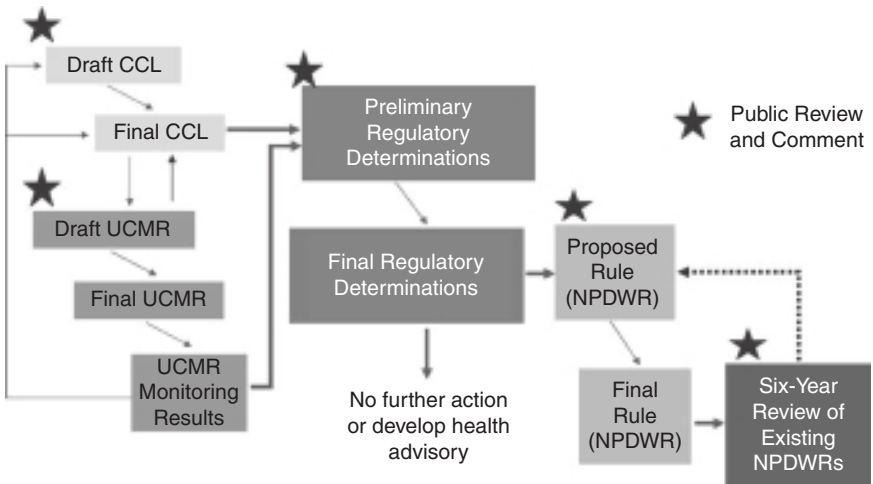 Draft CCL
Final CCL
Draft UCMR
Final UCMR
UCMR
Monitoring
Results
Preliminary
Regulatory
Determinations
Final Regulatory
Determinations
No further action
or develop health
advisory
Proposed
Rule
(NPDWR)
Final
Rule
(NPDWR)
Six-Year
Review of
Existing
NPDWRs
Public Review
and Comment